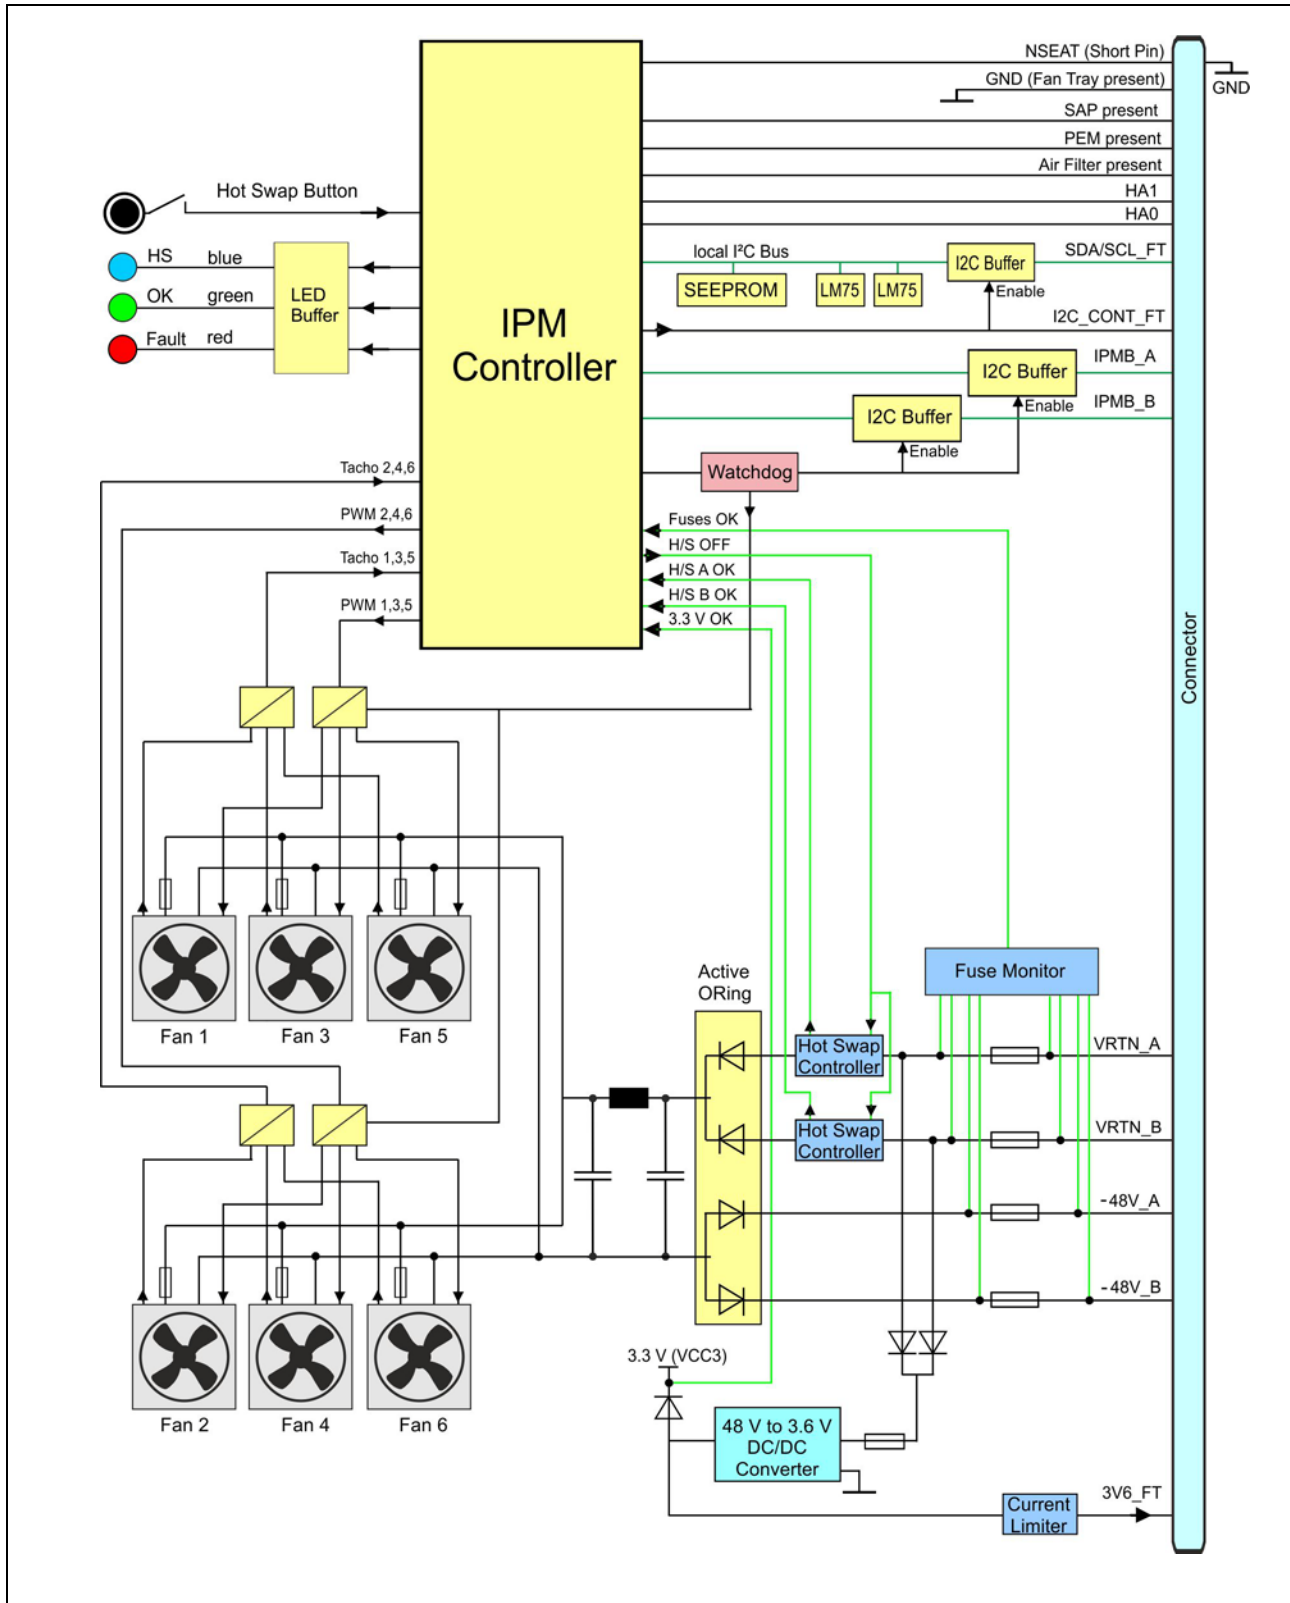 NSEAT (Short Pin)
GND (Fan Tray present)
GND
SAP present
PEM present
Air Filter present
HA1
HA0
Hot Swap Button
HS blue
OK green
Fault red
LED
Buffer
IPM
Controller
local I²C Bus
SEEPROM
LM75
LM75
I2C Buffer
Enable
SDA/SCL_FT
I2C_CONT_FT
I2C Buffer
Enable
IPMB_A
I2C Buffer
Enable
IPMB_B
Watchdog
Tacho 2,4,6
PWM 2,4,6
Tacho 1,3,5
PWM 1,3,5
Fuses OK
H/S OFF
H/S A OK
H/S B OK
3.3 V OK
Connector
Fan 1
Fan 3
Fan 5
Active
ORing
Fuse Monitor
Hot Swap
Controller
VRTN_A
Hot Swap
Controller
VRTN_B
-48V_A
-48V_B
Fan 2
Fan 4
Fan 6
3.3 V (VCC3)
48 V to 3.6 V
DC/DC
Converter
Current
Limiter
3V6_FT